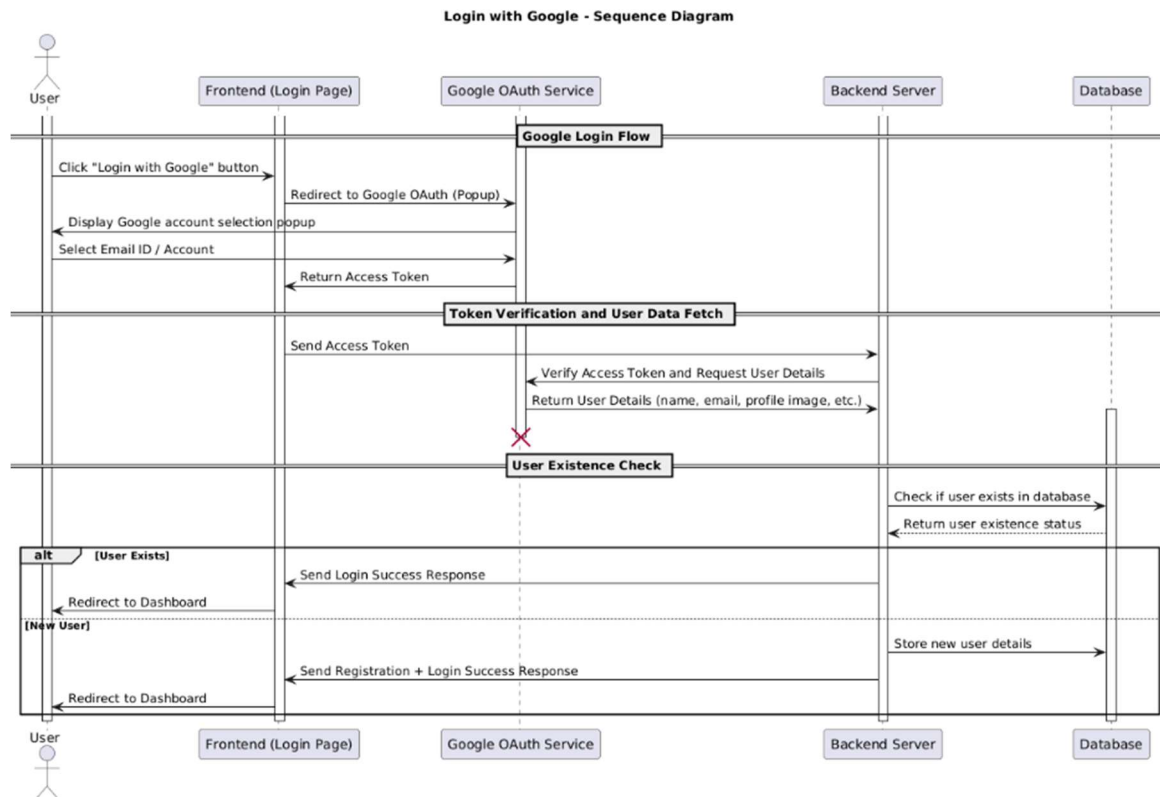 Login with Google - Sequence Diagram
User
Frontend (Login Page)
Google OAuth Service
Backend Server
Database
Google Login Flow
Click "Login with Google" button
Redirect to Google OAuth (Popup)
Display Google account selection popup
Select Email ID / Account
Return Access Token
Token Verification and User Data Fetch
Send Access Token
Verify Access Token and Request User Details
Return User Details (name, email, profile image, etc.)
User Existence Check
Check if user exists in database
Return user existence status
alt
[User Exists]
Send Login Success Response
Redirect to Dashboard
[New User]
Store new user details
Send Registration + Login Success Response
Redirect to Dashboard
User
Frontend (Login Page)
Google OAuth Service
Backend Server
Database